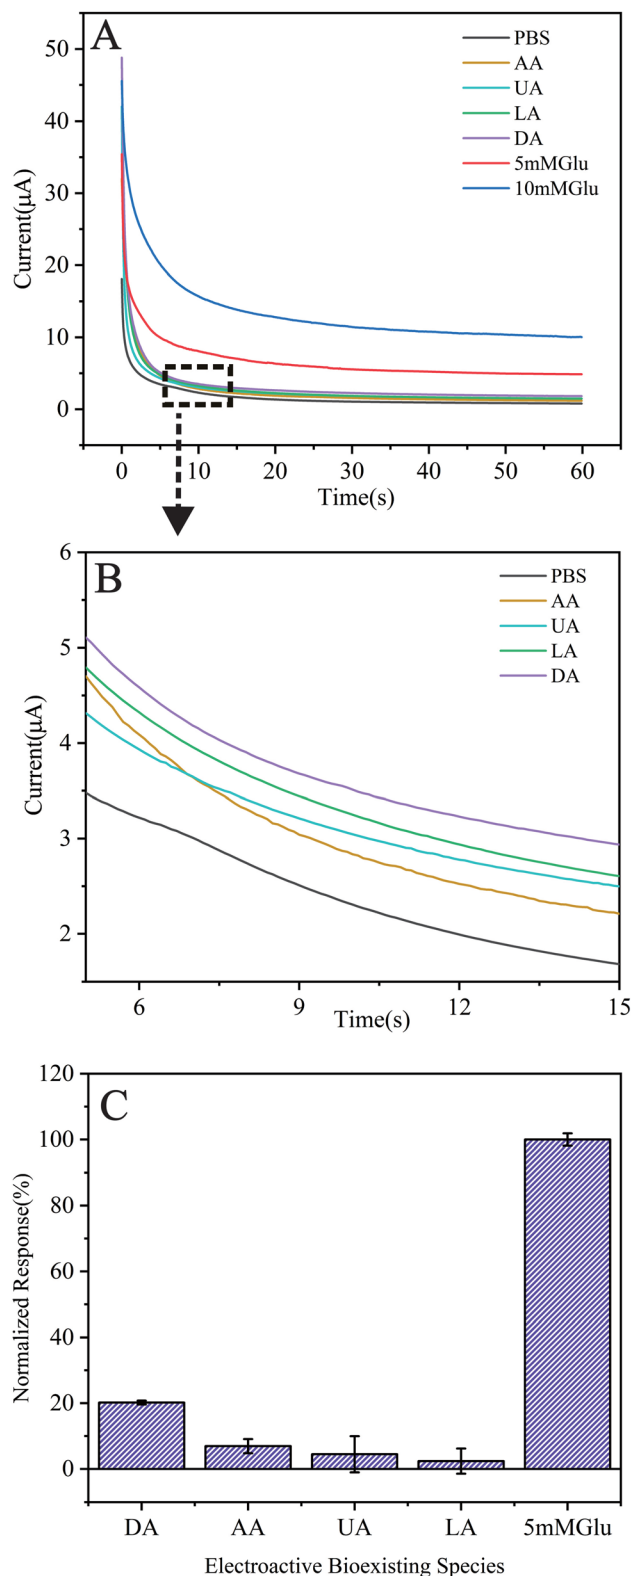 A
PBS
AA
UA
LA
DA
5mMGlu
10mMGlu
Current(μA)
50
40
30
20
10
0
0 10 20 30 40 50 60
Time(s)
B
PBS
AA
UA
LA
DA
Current(μA)
6
5
4
3
2
6 9 12 15
Time(s)
C
Normalized Response(%)
120
100
80
60
40
20
0
DA AA UA LA 5mMGlu
Electroactive Bioexisting Species